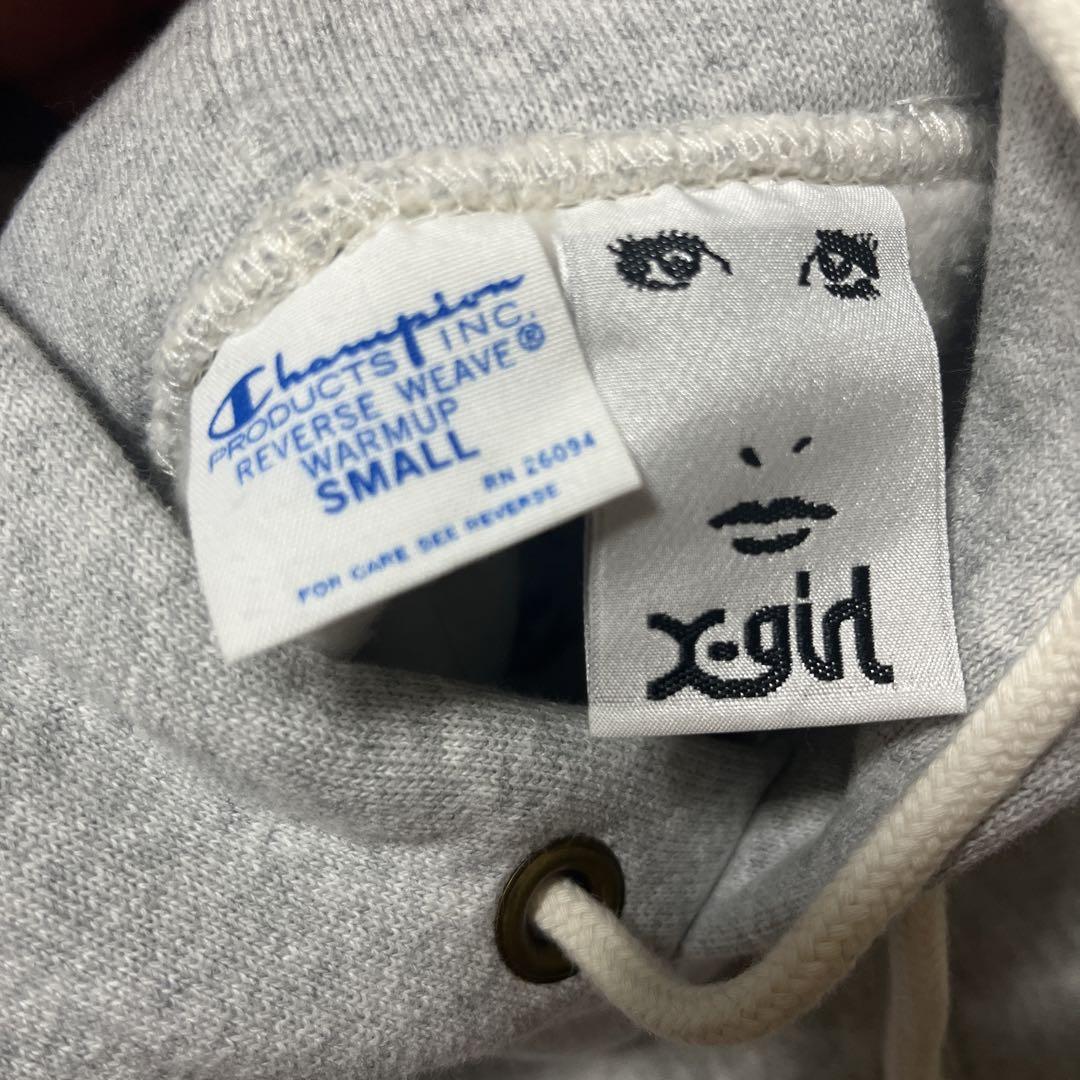 Champion
PRODUCTS INC.
REVERSE WEAVE®
WARMUP
SMALL
RN 26094
FOR CARE SEE REVERSE
X-girl